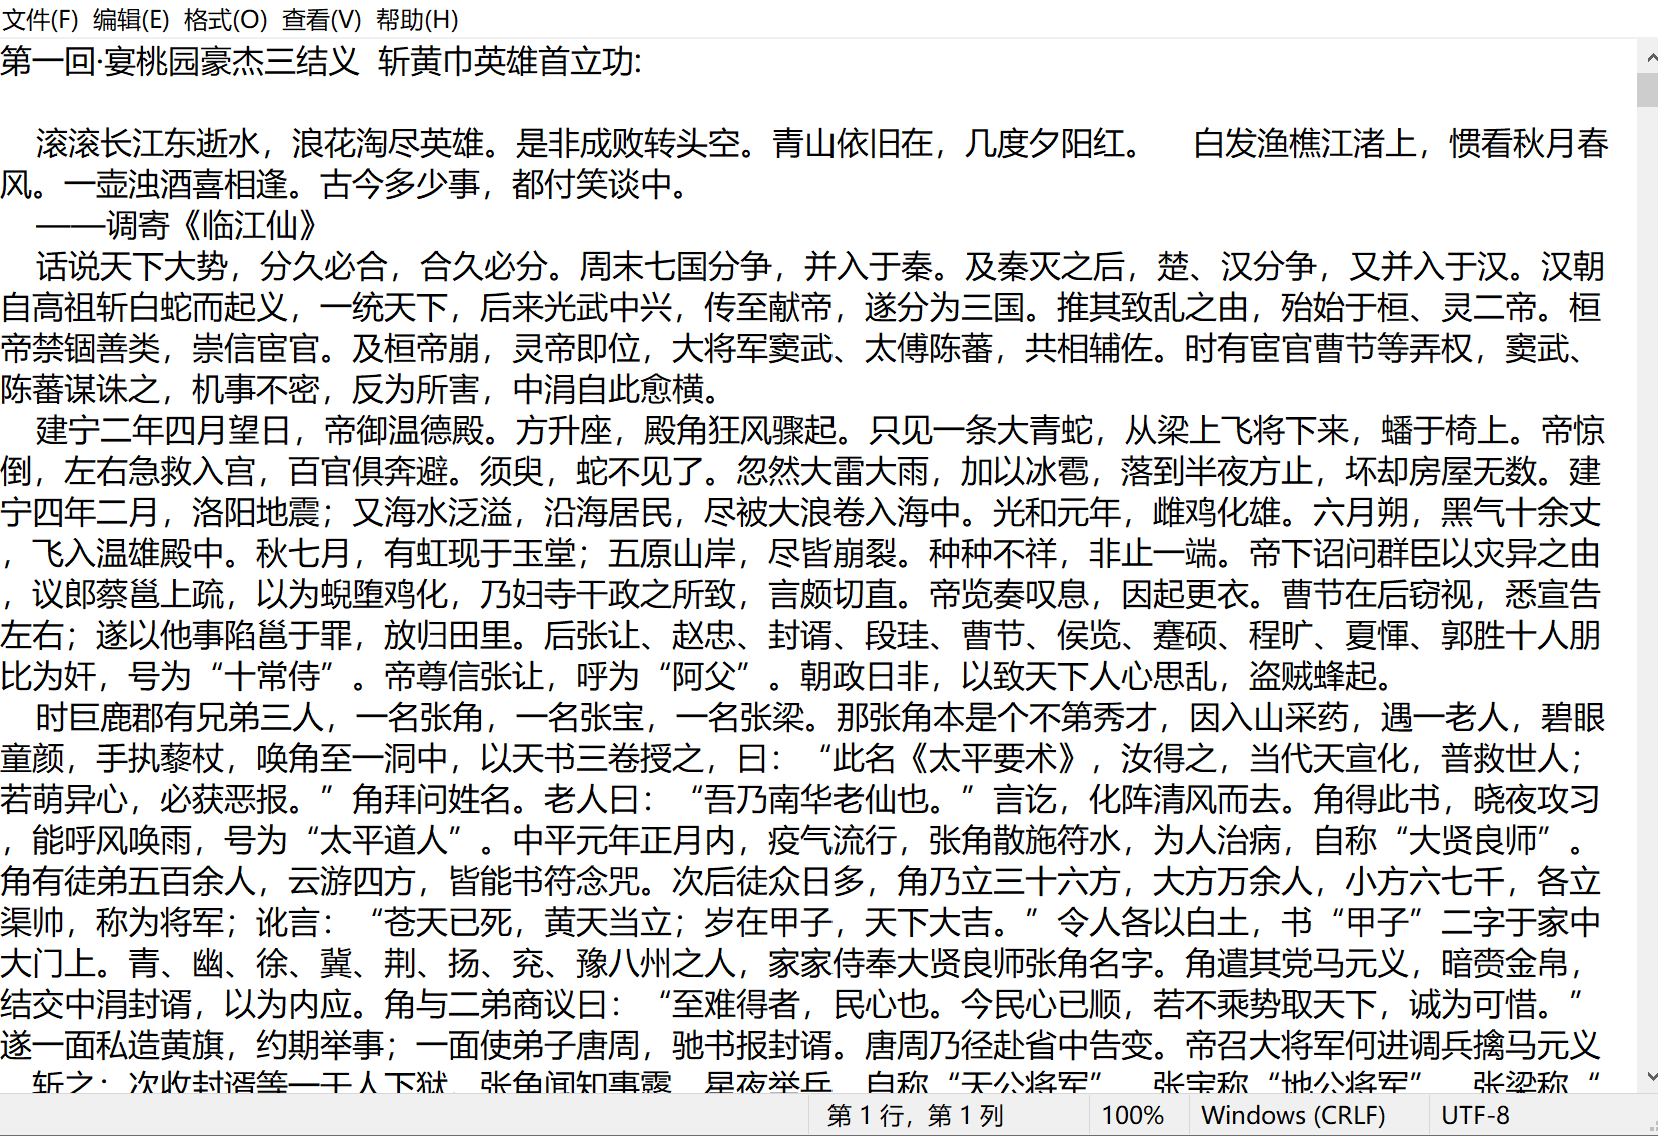 文件(F) 编辑(E) 格式(O) 查看(V) 帮助(H)
第一回·宴桃园豪杰三结义  斩黄巾英雄首立功:
滚滚长江东逝水，浪花淘尽英雄。是非成败转头空。青山依旧在，几度夕阳红。    白发渔樵江渚上，惯看秋月春
风。一壶浊酒喜相逢。古今多少事，都付笑谈中。
——调寄《临江仙》
话说天下大势，分久必合，合久必分。周末七国分争，并入于秦。及秦灭之后，楚、汉分争，又并入于汉。汉朝
自高祖斩白蛇而起义，一统天下，后来光武中兴，传至献帝，遂分为三国。推其致乱之由，殆始于桓、灵二帝。桓
帝禁锢善类，崇信宦官。及桓帝崩，灵帝即位，大将军窦武、太傅陈蕃，共相辅佐。时有宦官曹节等弄权，窦武、
陈蕃谋诛之，机事不密，反为所害，中涓自此愈横。
建宁二年四月望日，帝御温德殿。方升座，殿角狂风骤起。只见一条大青蛇，从梁上飞将下来，蟠于椅上。帝惊
倒，左右急救入宫，百官俱奔避。须臾，蛇不见了。忽然大雷大雨，加以冰雹，落到半夜方止，坏却房屋无数。建
宁四年二月，洛阳地震；又海水泛溢，沿海居民，尽被大浪卷入海中。光和元年，雌鸡化雄。六月朔，黑气十余丈
，飞入温雄殿中。秋七月，有虹现于玉堂；五原山岸，尽皆崩裂。种种不祥，非止一端。帝下诏问群臣以灾异之由
，议郎蔡邕上疏，以为蜺堕鸡化，乃妇寺干政之所致，言颇切直。帝览奏叹息，因起更衣。曹节在后窃视，悉宣告
左右；遂以他事陷邕于罪，放归田里。后张让、赵忠、封谞、段珪、曹节、侯览、蹇硕、程旷、夏恽、郭胜十人朋
比为奸，号为“十常侍”。帝尊信张让，呼为“阿父”。朝政日非，以致天下人心思乱，盗贼蜂起。
时巨鹿郡有兄弟三人，一名张角，一名张宝，一名张梁。那张角本是个不第秀才，因入山采药，遇一老人，碧眼
童颜，手执藜杖，唤角至一洞中，以天书三卷授之，曰：“此名《太平要术》，汝得之，当代天宣化，普救世人；
若萌异心，必获恶报。”角拜问姓名。老人曰：“吾乃南华老仙也。”言讫，化阵清风而去。角得此书，晓夜攻习
，能呼风唤雨，号为“太平道人”。中平元年正月内，疫气流行，张角散施符水，为人治病，自称“大贤良师”。
角有徒弟五百余人，云游四方，皆能书符念咒。次后徒众日多，角乃立三十六方，大方万余人，小方六七千，各立
渠帅，称为将军；讹言：“苍天已死，黄天当立；岁在甲子，天下大吉。”令人各以白土，书“甲子”二字于家中
大门上。青、幽、徐、冀、荆、扬、兖、豫八州之人，家家侍奉大贤良师张角名字。角遣其党马元义，暗赍金帛，
结交中涓封谞，以为内应。角与二弟商议曰：“至难得者，民心也。今民心已顺，若不乘势取天下，诚为可惜。”
遂一面私造黄旗，约期举事；一面使弟子唐周，驰书报封谞。唐周乃径赴省中告变。帝召大将军何进调兵擒马元义
，斩之；次收封谞等一干人下狱。张角闻知事露，星夜举兵，自称“天公将军”，张宝称“地公将军”，张梁称“
第 1 行，第 1 列
100%
Windows (CRLF)
UTF-8